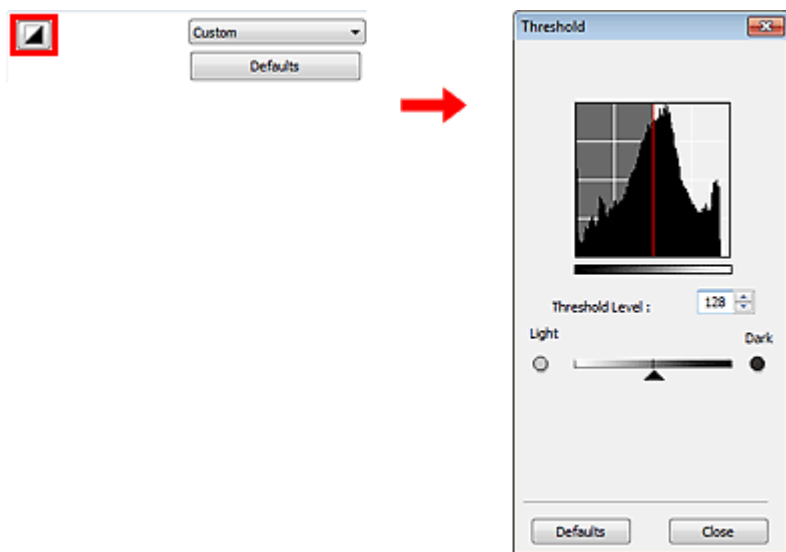 Custom
Defaults
Threshold
Threshold Level :
128
Light
Dark
Defaults
Close